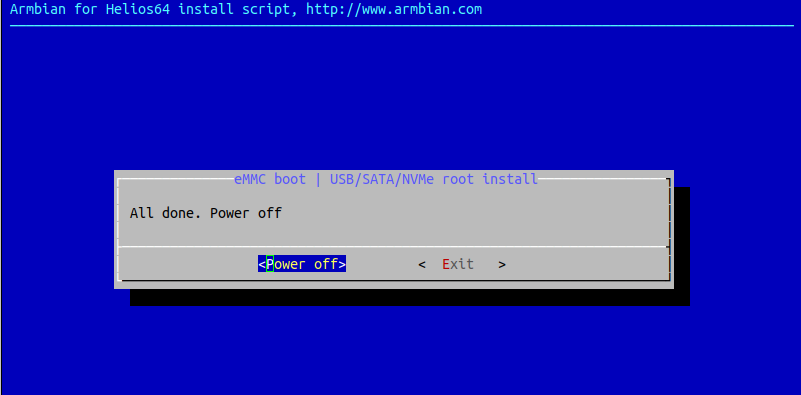 Armbian for Helios64 install script, http://www.armbian.com
eMMC boot | USB/SATA/NVMe root install
All done. Power off
<Power off> < Exit >